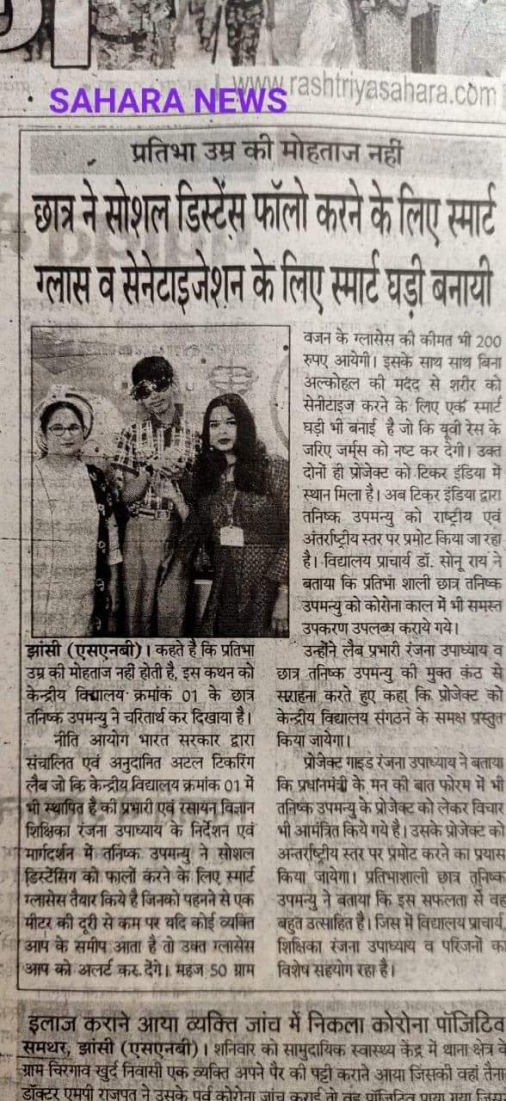 www.rashtriyasahara.com
SAHARA NEWS
प्रतिभा उम्र की मोहताज नहीं
छात्र ने सोशल डिस्टेंस फॉलो करने के लिए स्मार्ट
ग्लास व सेनेटाइजेशन के लिए स्मार्ट घड़ी बनायी
झांसी (एसएनबी)। कहते है कि प्रतिभा
उम्र की मोहताज नहीं होती है, इस कथन को
केन्द्रीय विद्यालय क्रमांक 01 के छात्र
तनिष्क उपमन्यु ने चरितार्थ कर दिखाया है।
नीति आयोग भारत सरकार द्वारा
संचालित एवं अनुदानित अटल टिकरिंग
लैब जो कि केन्द्रीय विद्यालय क्रमांक 01 में
भी स्थापित है की प्रभारी एवं रसायन विज्ञान
शिक्षिका रंजना उपाध्याय के निर्देशन एवं
मार्गदर्शन में तनिष्क उपमन्यु ने सोशल
डिस्टेंसिंग को फालों करने के लिए स्मार्ट
ग्लासेस तैयार किये है जिनको पहनने से एक
मीटर की दूरी से कम पर यदि कोई व्यक्ति
आप के समीप आता है तो उक्त ग्लासेस
आप को अलर्ट कर देंगे। महज 50 ग्राम
वजन के ग्लासेस की कीमत भी 200
रुपए आयेगी। इसके साथ साथ बिना
अल्कोहल की मदद से शरीर को
सेनीटाइज करने के लिए एक स्मार्ट
घड़ी भी बनाई है जो कि यूवी रेस के
जरिए जर्म्स को नष्ट कर देगी। उक्त
दोनों ही प्रोजेक्ट को टिकर इंडिया में
स्थान मिला है। अब टिकर इंडिया द्वारा
तनिष्क उपमन्यु को राष्ट्रीय एवं
अंतर्राष्ट्रीय स्तर पर प्रमोट किया जा रहा
है। विद्यालय प्राचार्य डॉ. सोनू राय ने
बताया कि प्रतिभा शाली छात्र तनिष्क
उपमन्यु को कोरोना काल में भी समस्त
उपकरण उपलब्ध कराये गये।
उन्होंने लैब प्रभारी रंजना उपाध्याय व
छात्र तनिष्क उपमन्यु की मुक्त कंठ से
सराहना करते हुए कहा कि प्रोजेक्ट को
केन्द्रीय विद्यालय संगठन के समक्ष प्रस्तुत
किया जायेगा।
प्रोजेक्ट गाइड रंजना उपाध्याय ने बताया
कि प्रधानमंत्री के मन की बात फोरम में भी
तनिष्क उपमन्यु के प्रोजेक्ट को लेकर विचार
भी आमंत्रित किये गये है। उसके प्रोजेक्ट को
अन्तर्राष्ट्रीय स्तर पर प्रमोट करने का प्रयास
किया जायेगा। प्रतिभाशाली छात्र तनिष्क
उपमन्यु ने बताया कि इस सफलता से वह
बहुत उत्साहित है। जिस में विद्यालय प्राचार्य,
शिक्षिका रंजना उपाध्याय व परिजनों का
विशेष सहयोग रहा है।
इलाज कराने आया व्यक्ति जांच में निकला कोरोना पॉजिटिव
समथर, झांसी (एसएनबी)। शनिवार को सामुदायिक स्वास्थ्य केंद्र में थाना क्षेत्र के
ग्राम चिरगाव खुर्द निवासी एक व्यक्ति अपने पैर की पट्टी कराने आया जिसकी वहां तैना
डॉक्टर एमपी राजपूत ने उसके पूर्व कोरोना जांच कराई तो वह पॉजिटिव पाया गया जिस